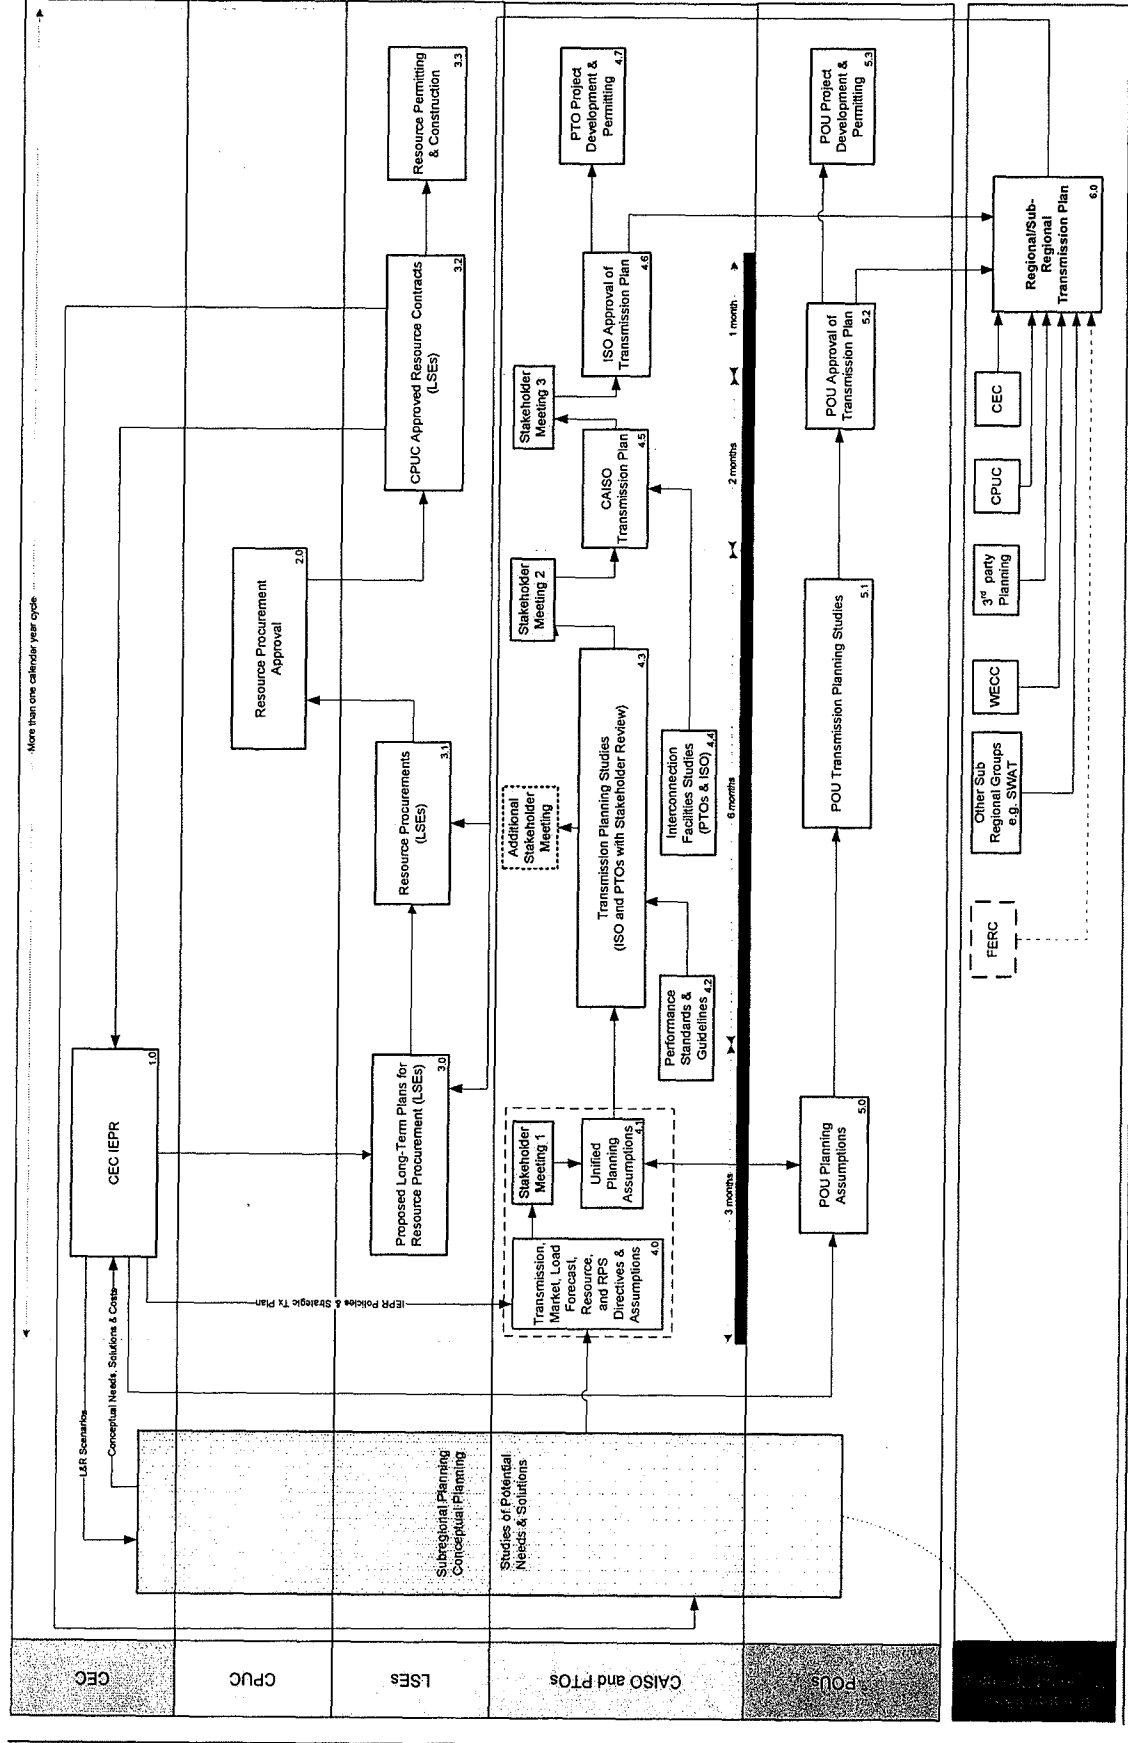 More than one calendar year cycle
CEC
CPUC
LSEs
CAISO and PTOs
POUs
L&R Scenarios
Conceptual Needs, Solutions & Costs
IEPR Policies & Strategic Tx Plan
Subregional Planning
Conceptual Planning
Studies of Potential
Needs & Solutions
CEC IEPR
1.0
Resource Procurement
Approval
2.0
Proposed Long-Term Plans for
Resource Procurement (LSEs)
3.0
Resource Procurements
(LSEs)
3.1
CPUC Approved Resource Contracts
(LSEs)
3.2
Resource Permitting
& Construction
3.3
Transmission,
Market, Load
Forecast,
Resource,
and RPS
Directives &
Assumptions
4.0
Stakeholder
Meeting 1
Unified
Planning
Assumptions
4.1
Performance
Standards &
Guidelines
4.2
Additional
Stakeholder
Meeting
Transmission Planning Studies
(ISO and PTOs with Stakeholder Review)
4.3
Interconnection
Facilities Studies
(PTOs & ISO)
4.4
Stakeholder
Meeting 2
CAISO
Transmission Plan
4.5
Stakeholder
Meeting 3
ISO Approval of
Transmission Plan
4.6
PTO Project
Development &
Permitting
4.7
3 months
6 months
2 months
1 month
POU Planning
Assumptions
5.0
POU Transmission Planning Studies
5.1
POU Approval of
Transmission Plan
5.2
POU Project
Development &
Permitting
5.3
FERC
Other Sub
Regional Groups
e.g. SWAT
WECC
3rd party
Planning
CPUC
CEC
Regional/Sub-
Regional
Transmission Plan
6.0